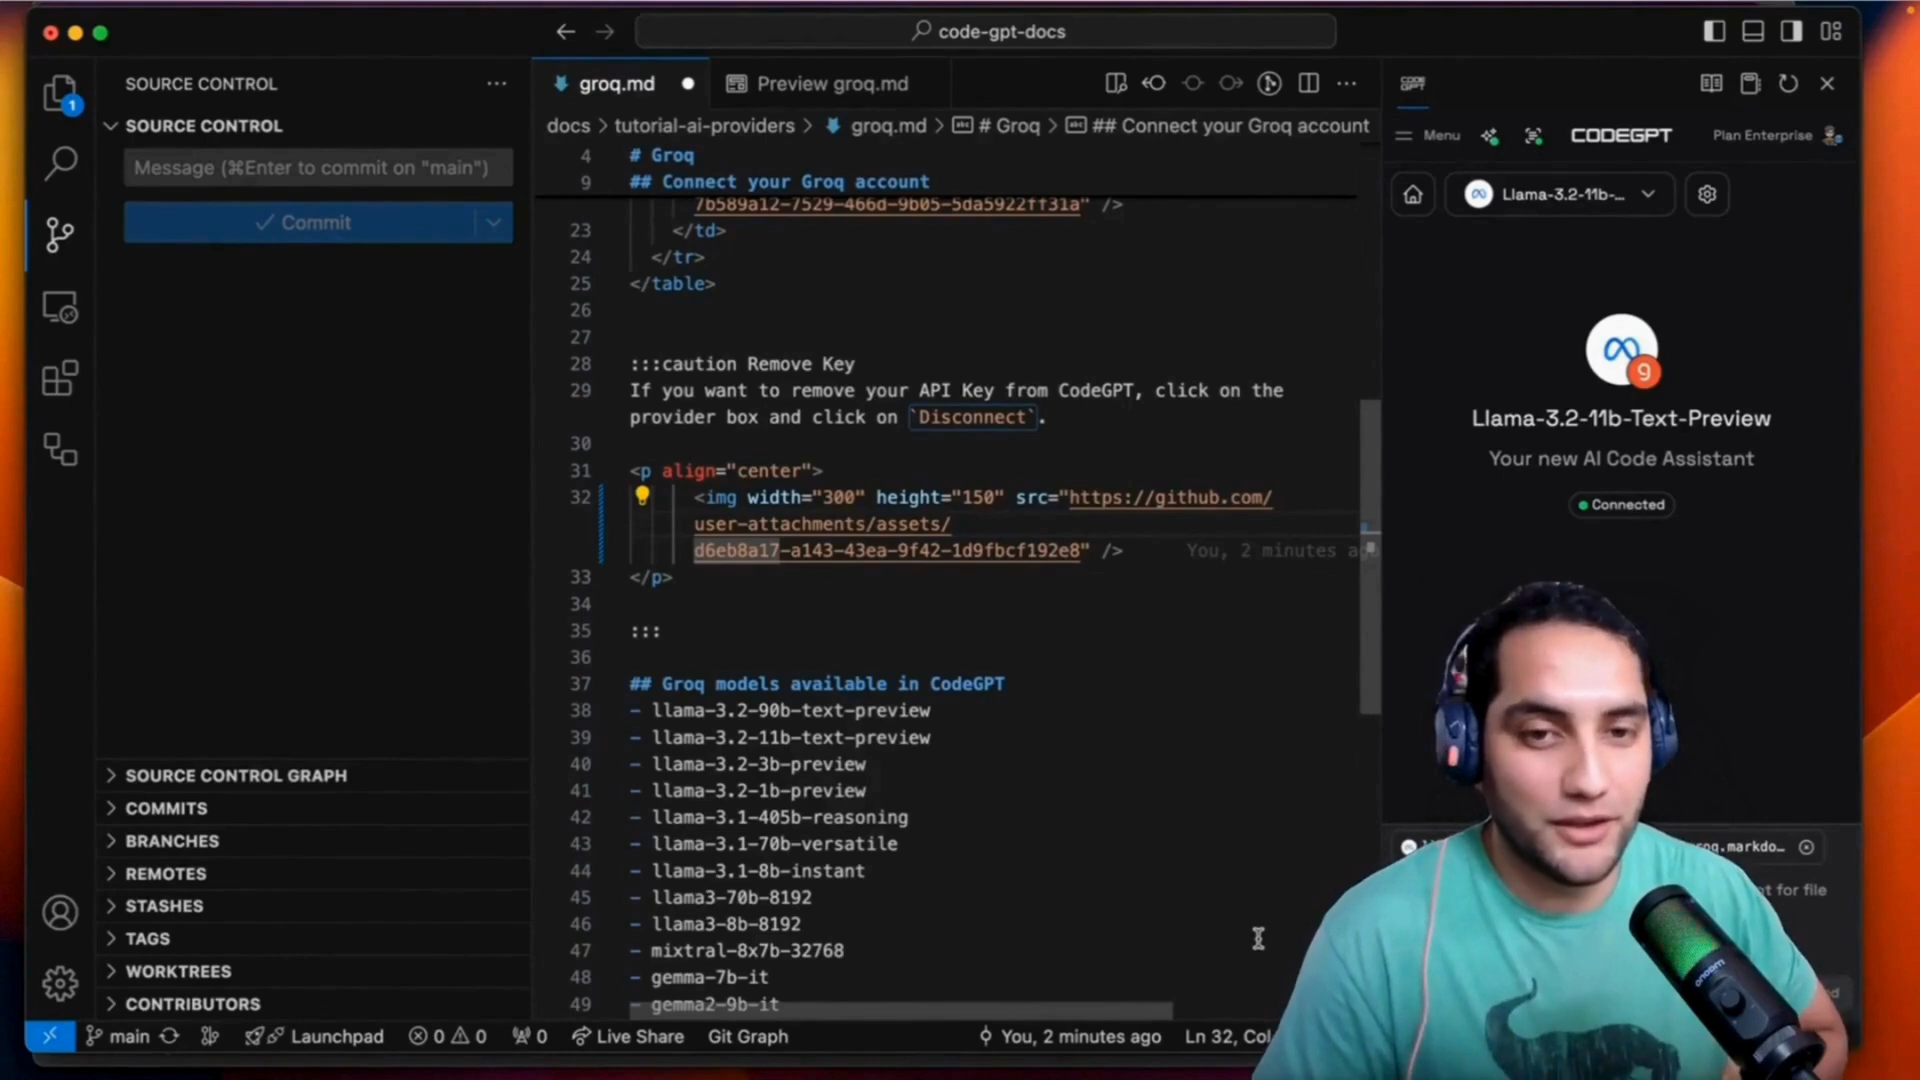 code-gpt-docs
SOURCE CONTROL
SOURCE CONTROL
Message (⌘Enter to commit on "main")
Commit
SOURCE CONTROL GRAPH
COMMITS
BRANCHES
REMOTES
STASHES
TAGS
WORKTREES
CONTRIBUTORS
1
groq.md
Preview groq.md
docs > tutorial-ai-providers > groq.md > # Groq > ## Connect your Groq account
4 # Groq
9 ## Connect your Groq account
7b589a12-7529-466d-9b05-5da5922ff31a" />
23 </td>
24 </tr>
25 </table>
26
27
28 :::caution Remove Key
29 If you want to remove your API Key from CodeGPT, click on the
provider box and click on `Disconnect`.
30
31 <p align="center">
32 <img width="300" height="150" src="https://github.com/
user-attachments/assets/
d6eb8a17-a143-43ea-9f42-1d9fbcf192e8" /> You, 2 minutes ag
33 </p>
34
35 :::
36
37 ## Groq models available in CodeGPT
38 - llama-3.2-90b-text-preview
39 - llama-3.2-11b-text-preview
40 - llama-3.2-3b-preview
41 - llama-3.2-1b-preview
42 - llama-3.1-405b-reasoning
43 - llama-3.1-70b-versatile
44 - llama-3.1-8b-instant
45 - llama3-70b-8192
46 - llama3-8b-8192
47 - mixtral-8x7b-32768
48 - gemma-7b-it
49 - gemma2-9b-it
CODE GPT
Menu CODEGPT Plan Enterprise
Llama-3.2-11b-...
9
Llama-3.2-11b-Text-Preview
Your new AI Code Assistant
Connected
roq.markdo...
t for file
maono
main Launchpad 0 0 0 Live Share Git Graph You, 2 minutes ago Ln 32, Col